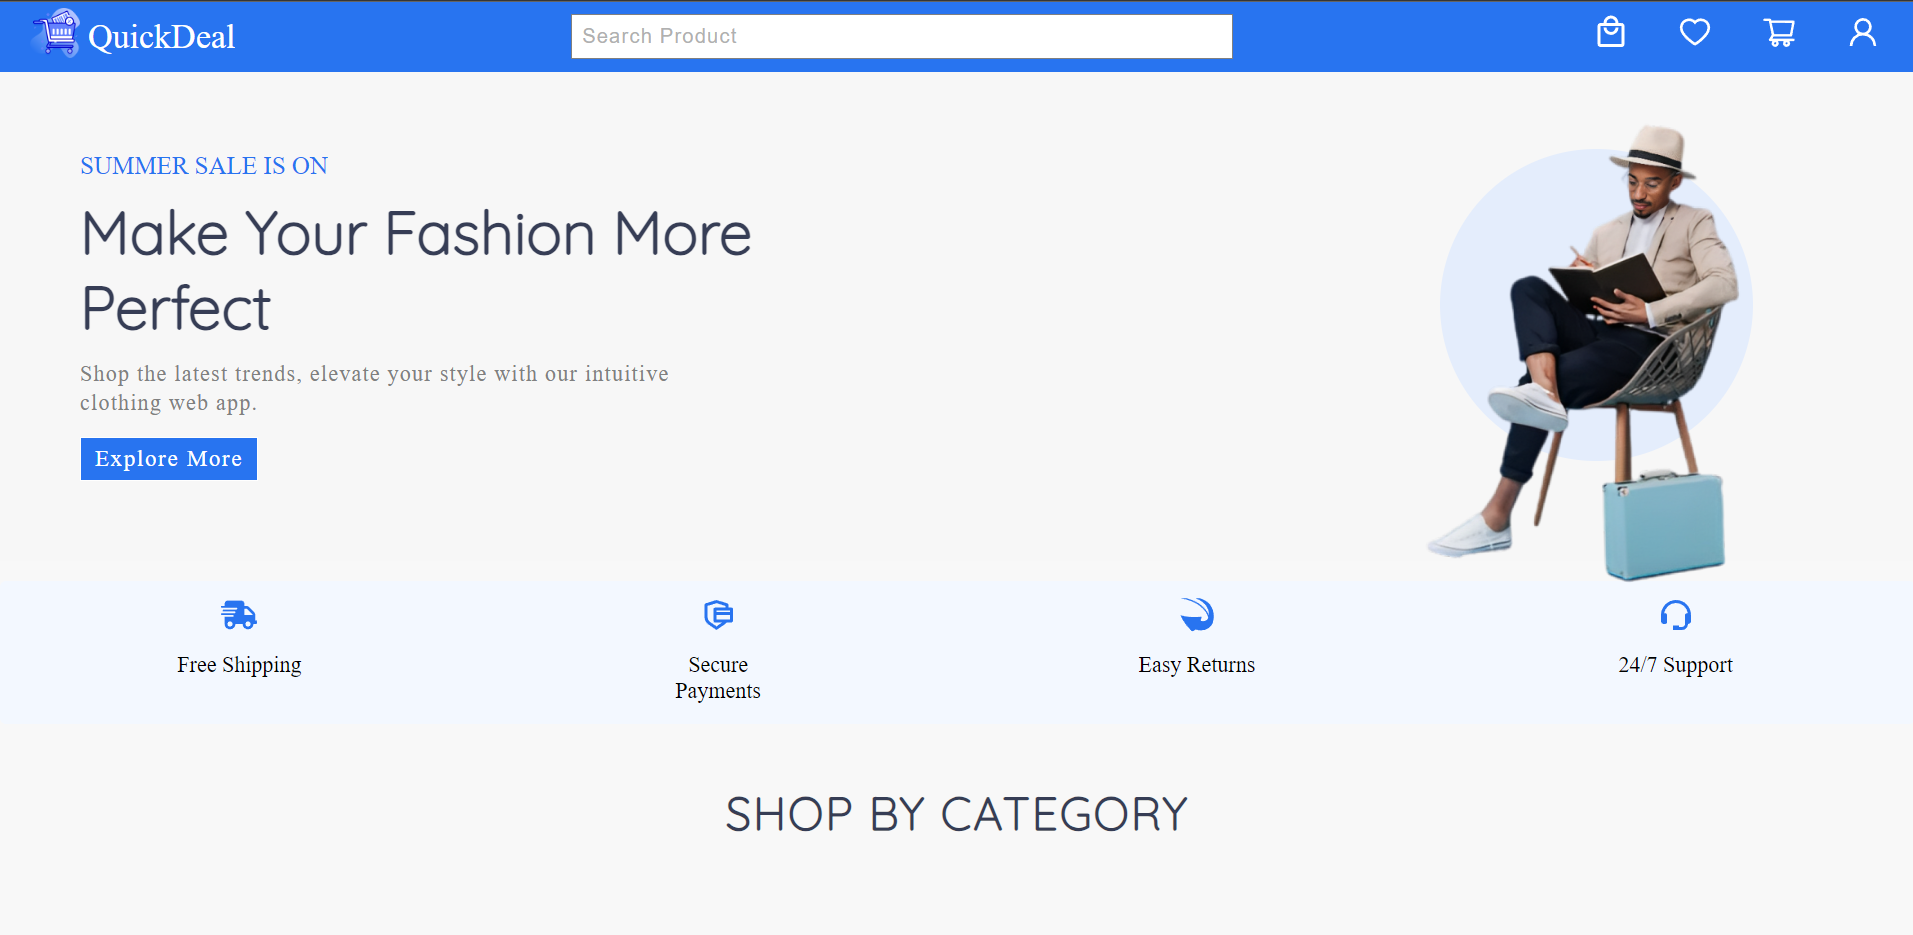 QuickDeal
Search Product
SUMMER SALE IS ON
Make Your Fashion More
Perfect
Shop the latest trends, elevate your style with our intuitive
clothing web app.
Explore More
Free Shipping
Secure
Payments
Easy Returns
24/7 Support
SHOP BY CATEGORY